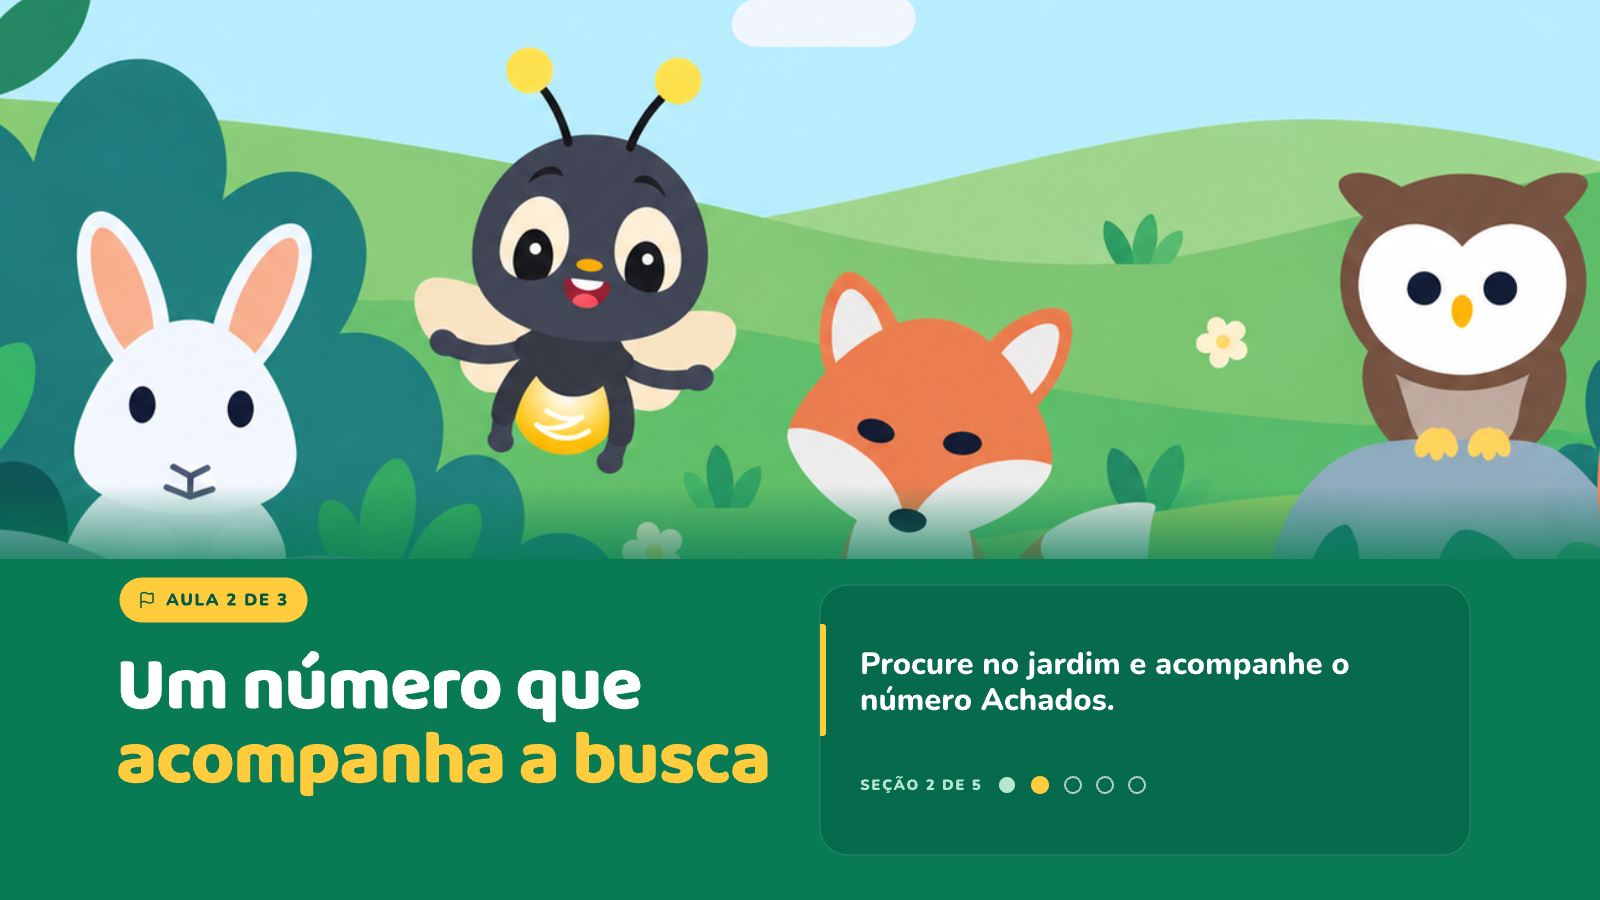 AULA 2 DE 3
Um número que
acompanha a busca
Procure no jardim e acompanhe o
número Achados.
SEÇÃO 2 DE 5